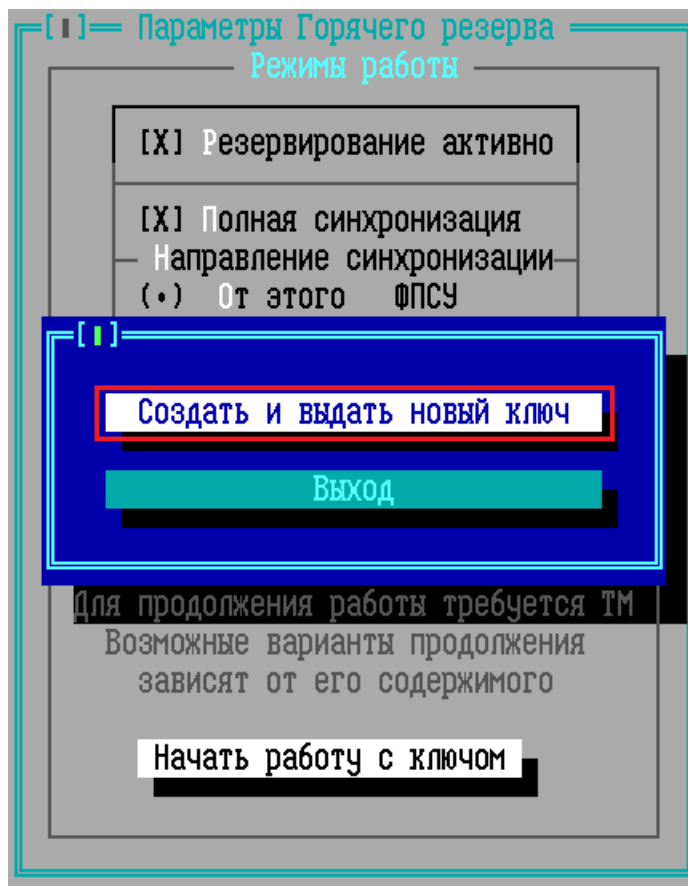 [▮] Параметры Горячего резерва
Режимы работы
[X] Резервирование активно
[X] Полная синхронизация
Направление синхронизации
(•) От этого ФПСУ
[▮]
Создать и выдать новый ключ
Выход
Для продолжения работы требуется ТМ
Возможные варианты продолжения
зависят от его содержимого
Начать работу с ключом